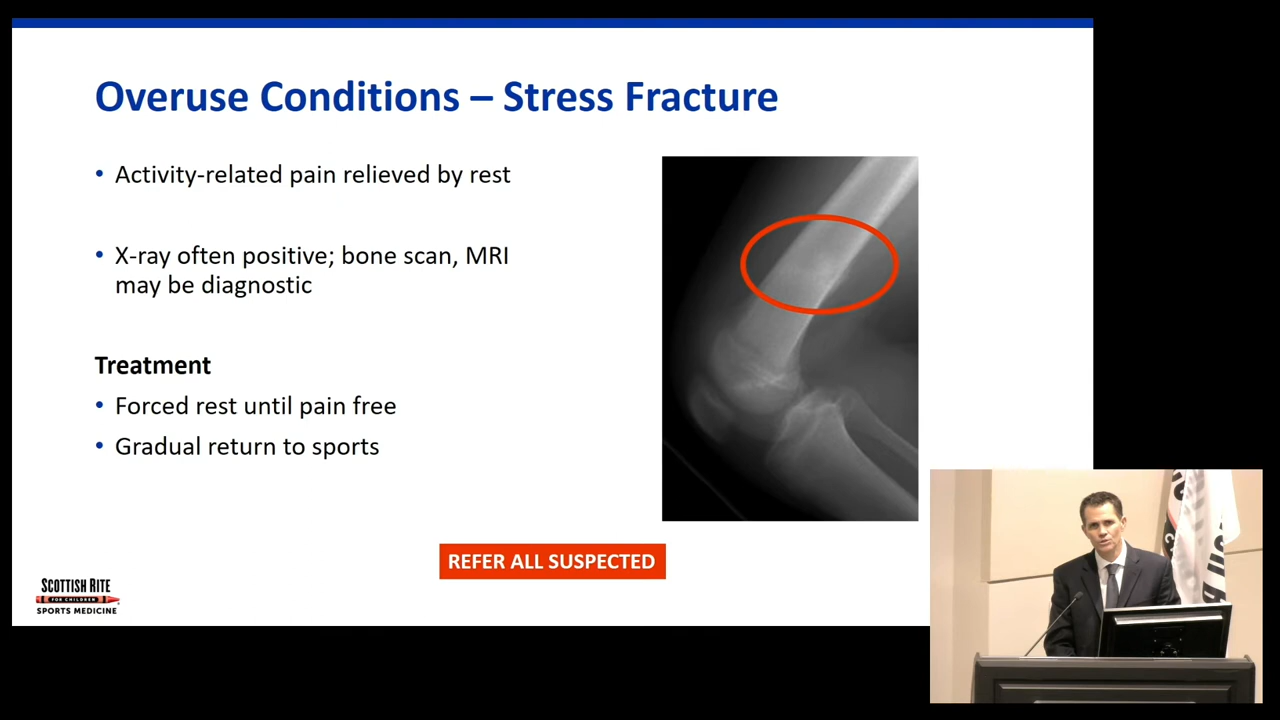 Overuse Conditions – Stress Fracture
• Activity-related pain relieved by rest
• X-ray often positive; bone scan, MRI
may be diagnostic
Treatment
• Forced rest until pain free
• Gradual return to sports
REFER ALL SUSPECTED
SCOTTISH RITE
FOR CHILDREN
SPORTS MEDICINE